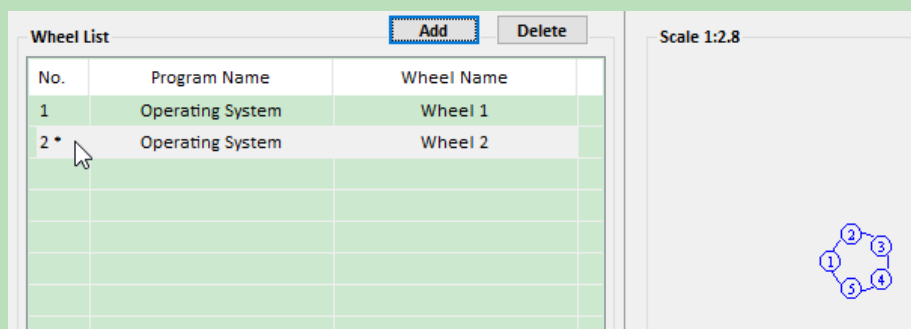 Wheel List
Add
Delete
Scale 1:2.8
No.
Program Name
Wheel Name
1
Operating System
Wheel 1
2 *
Operating System
Wheel 2
2
3
1
4
5